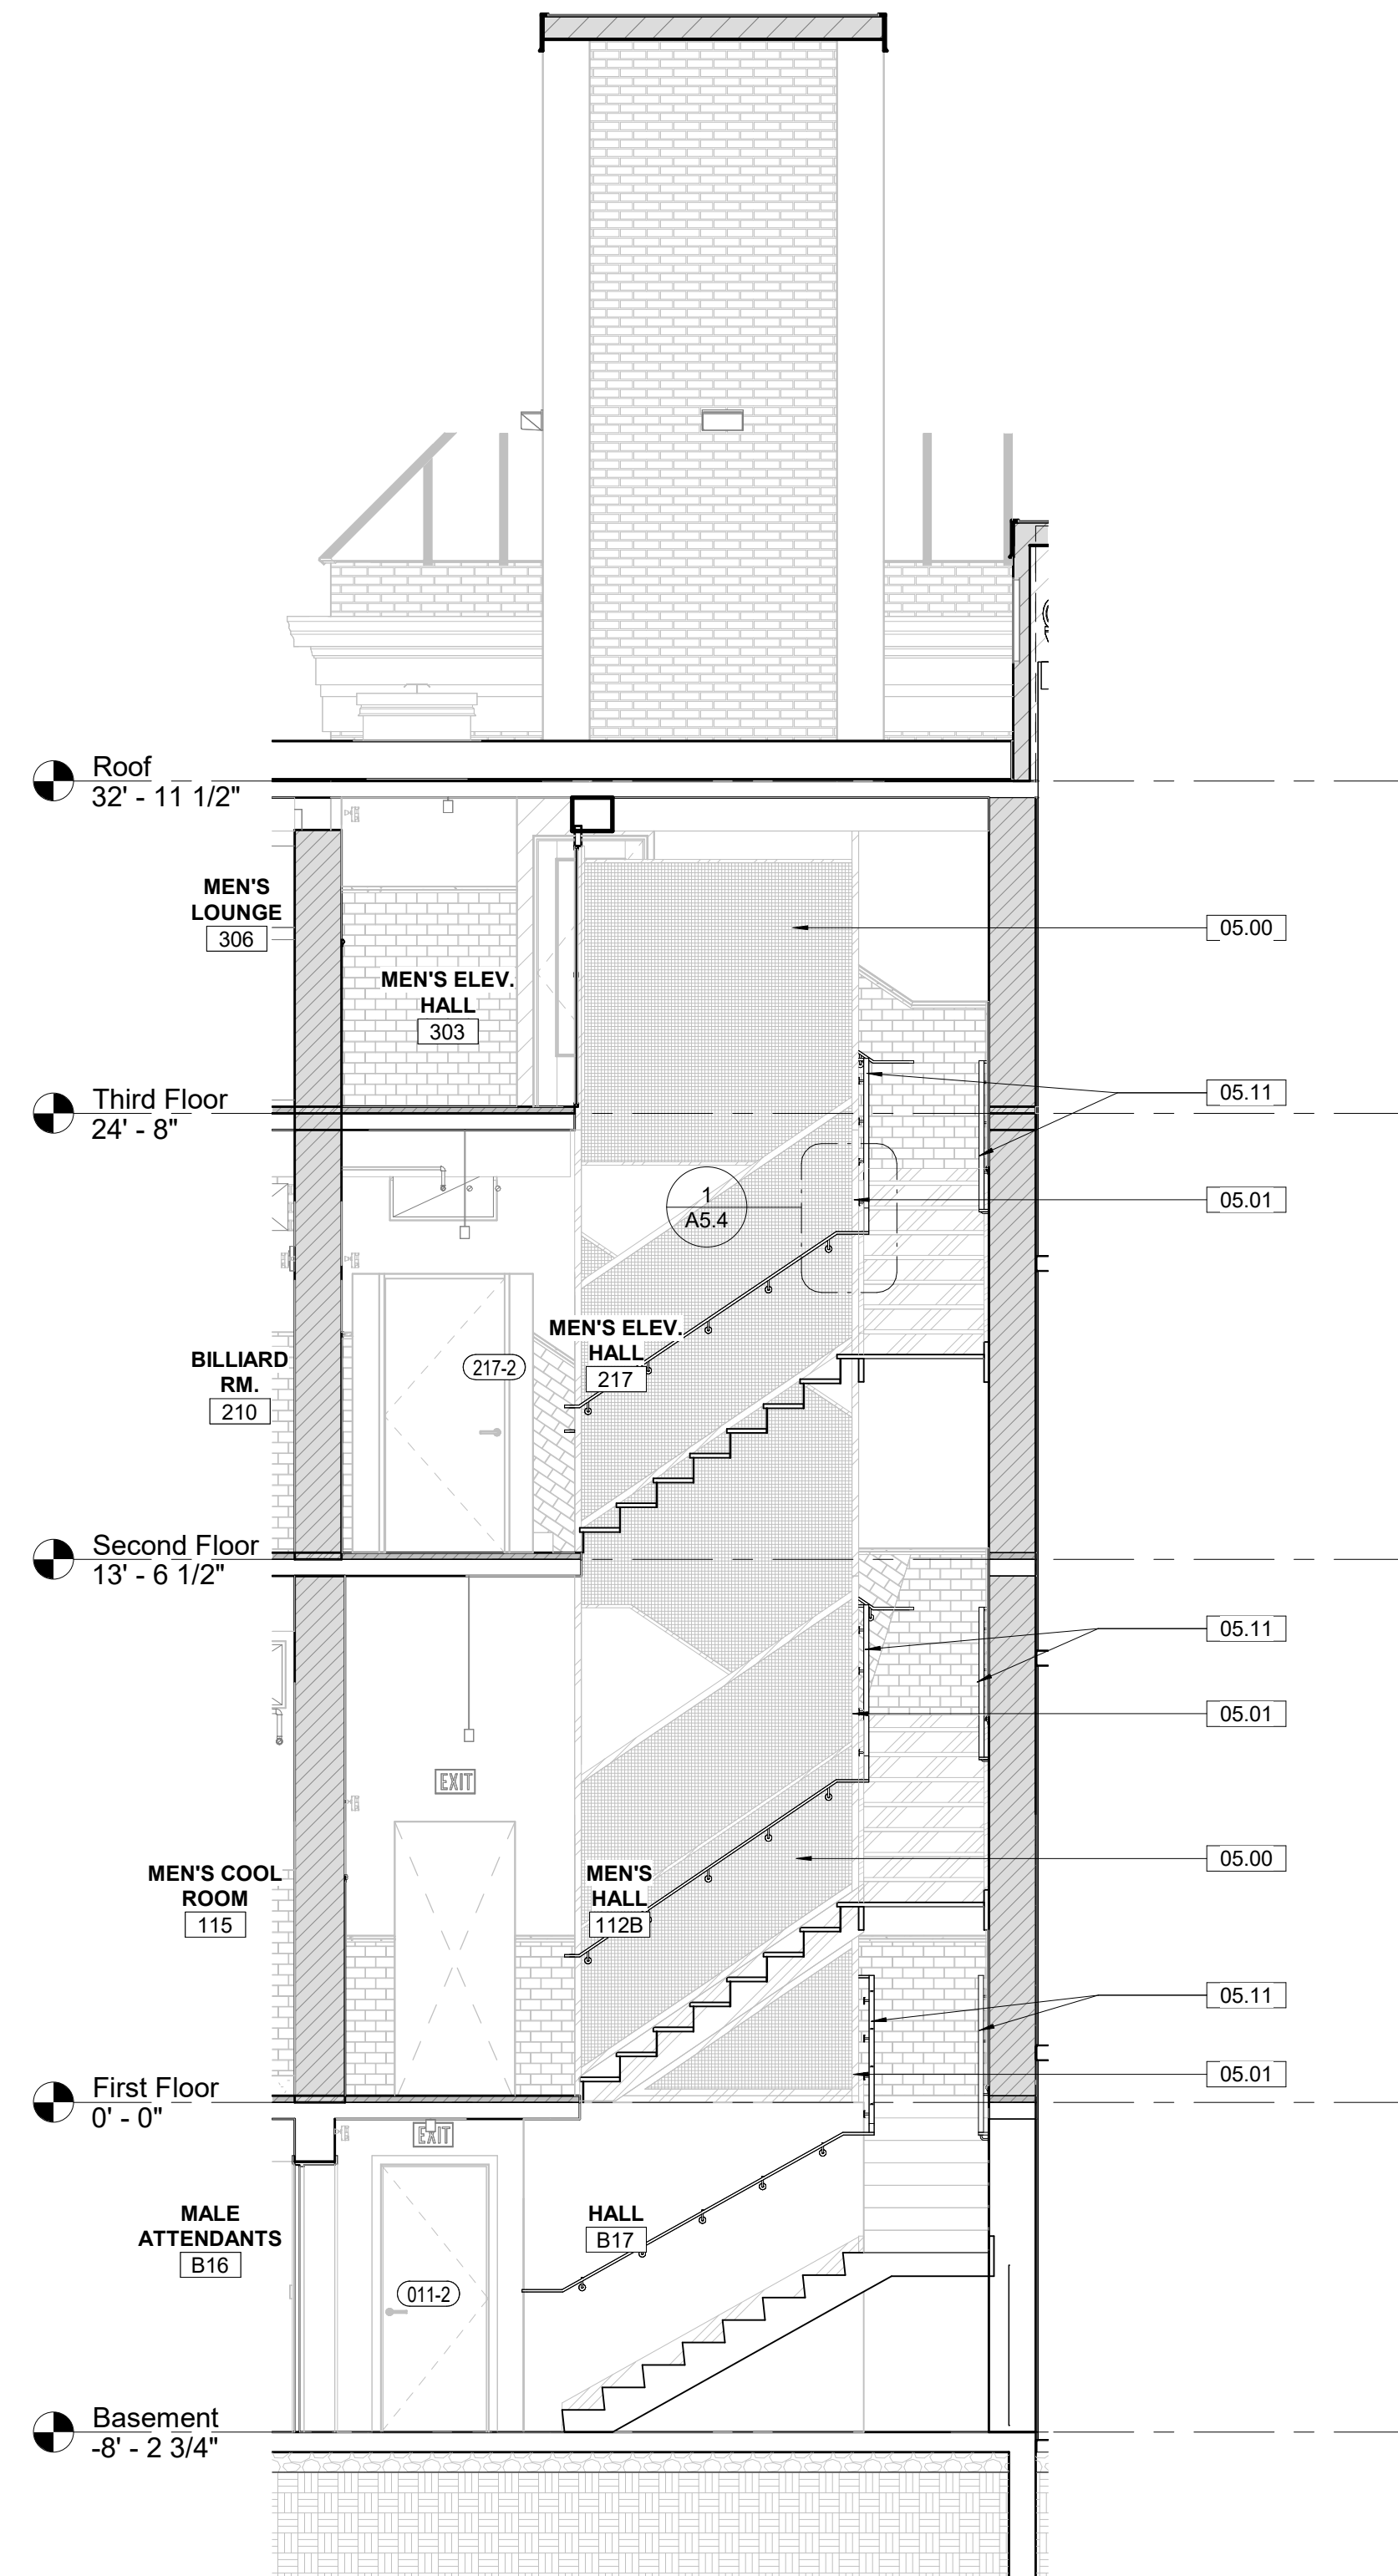 Roof
32' - 11 1/2"
MEN'S
LOUNGE
306
05.00
MEN'S ELEV.
HALL
303
05.11
Third Floor
24' - 8"
1
A5.4
05.01
MEN'S ELEV.
HALL
217
217-2
BILLIARD
RM.
210
Second Floor
13' - 6 1/2"
05.11
05.01
EXIT
05.00
MEN'S COOL
ROOM
115
MEN'S
HALL
112B
05.11
05.01
First Floor
0' - 0"
EXIT
MALE
ATTENDANTS
B16
HALL
B17
011-2
Basement
-8' - 2 3/4"